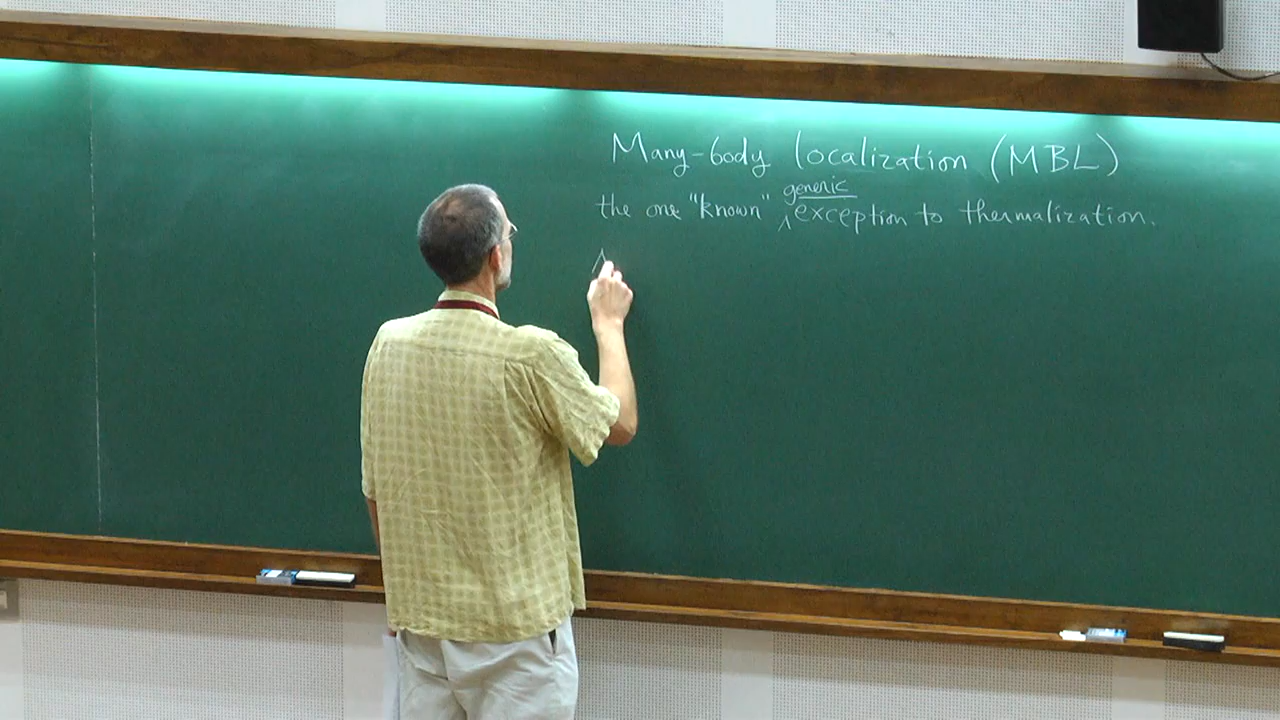 Many-body localization (MBL)
the one "known" generic exception to thermalization.